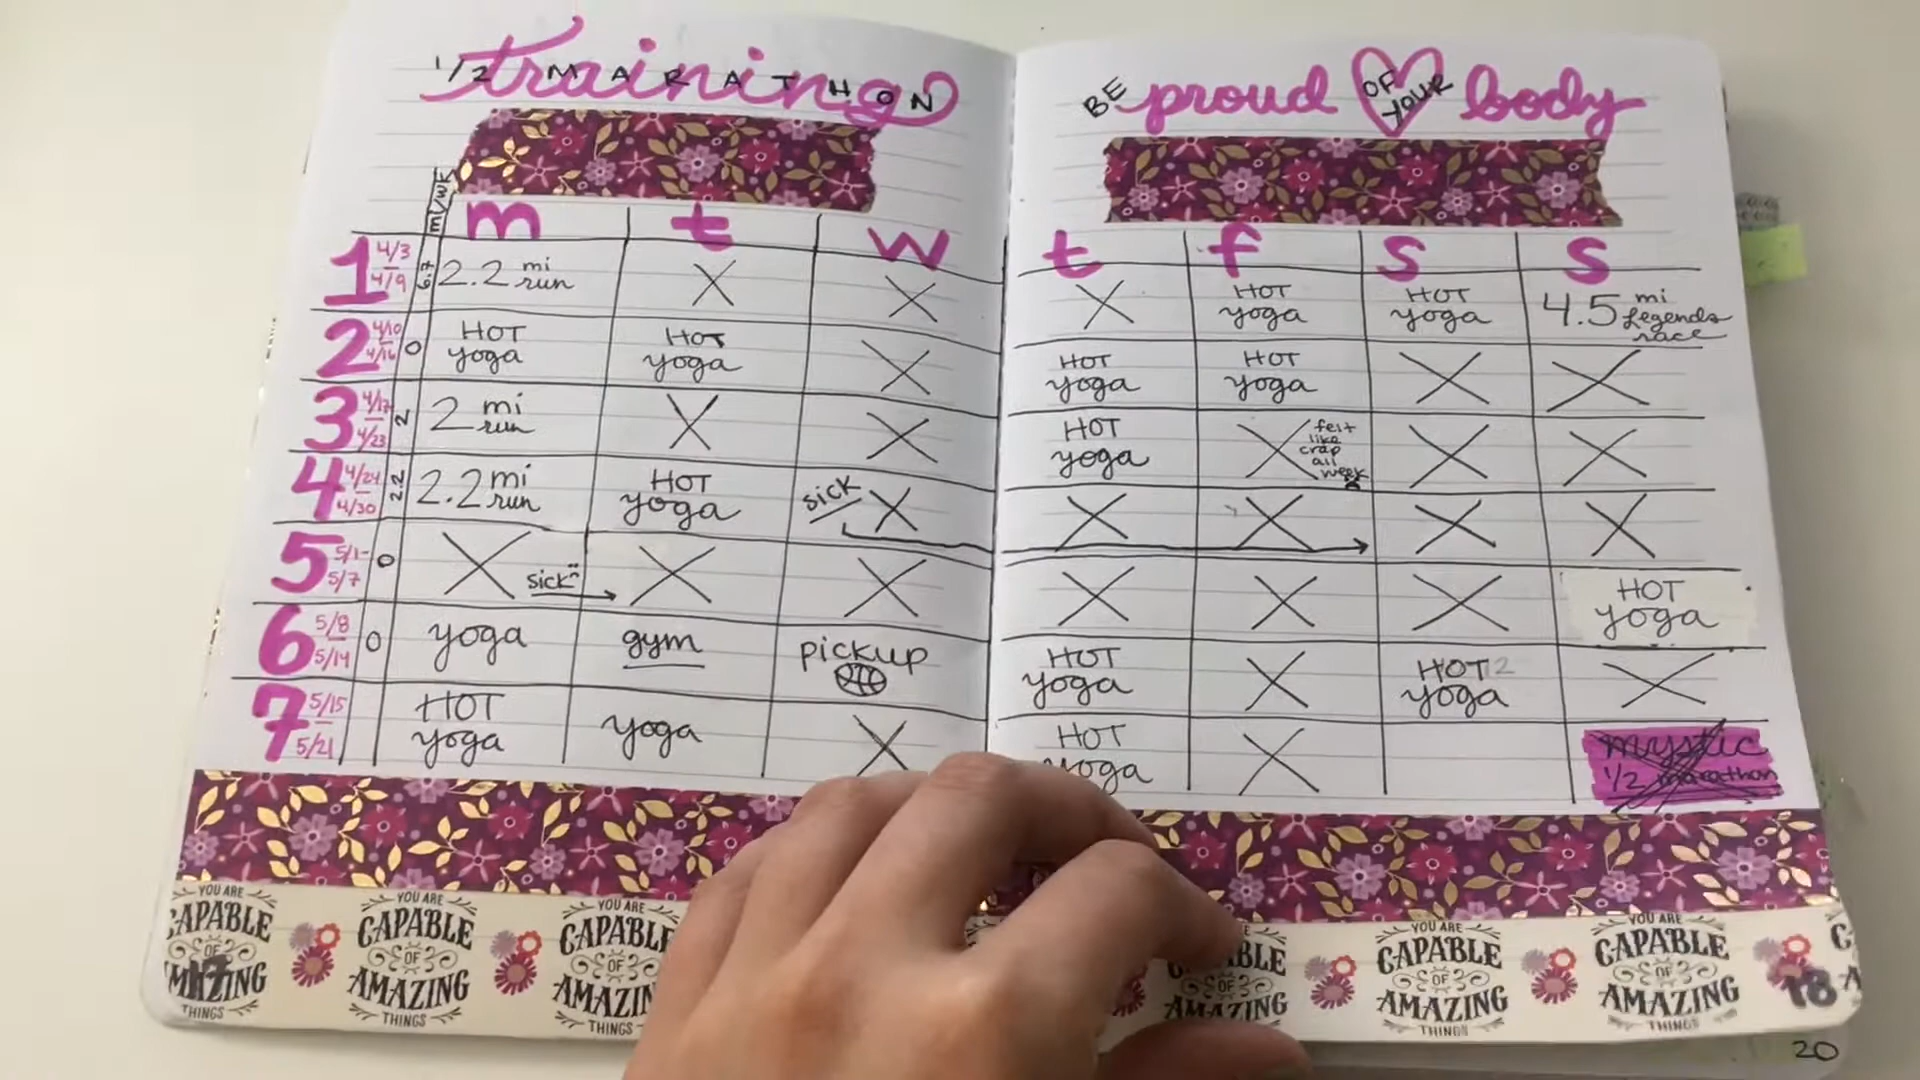 1/2 MARATHON
training
BE proud OF YOUR body
mi/wk m t w t f s s
1 4/3 4/9 6.7 2.2 mi run X X X HOT yoga HOT yoga 4.5 mi Legends race
2 4/10 4/16 0 HOT yoga HOT yoga X HOT yoga HOT yoga X X
3 4/17 4/23 2 2 mi run X X HOT yoga X felt like crap all week X X
4 4/24 4/30 2.2 2.2 mi run HOT yoga sick X X X X X
5 5/1- 5/7 0 X sick X X X X X HOT yoga
6 5/8 5/14 0 yoga gym pickup HOT yoga X HOT yoga X
7 5/15 5/21 HOT yoga yoga X HOT yoga X mystic 1/2 marathon
YOU ARE YOU ARE YOU ARE YOU ARE YOU ARE
CAPABLE CAPABLE CAPABLE CAPABLE
OF OF OF OF OF OF
AMAZING AMAZING AMAZING AMAZING
THINGS THINGS THINGS THINGS THINGS
17 18
20